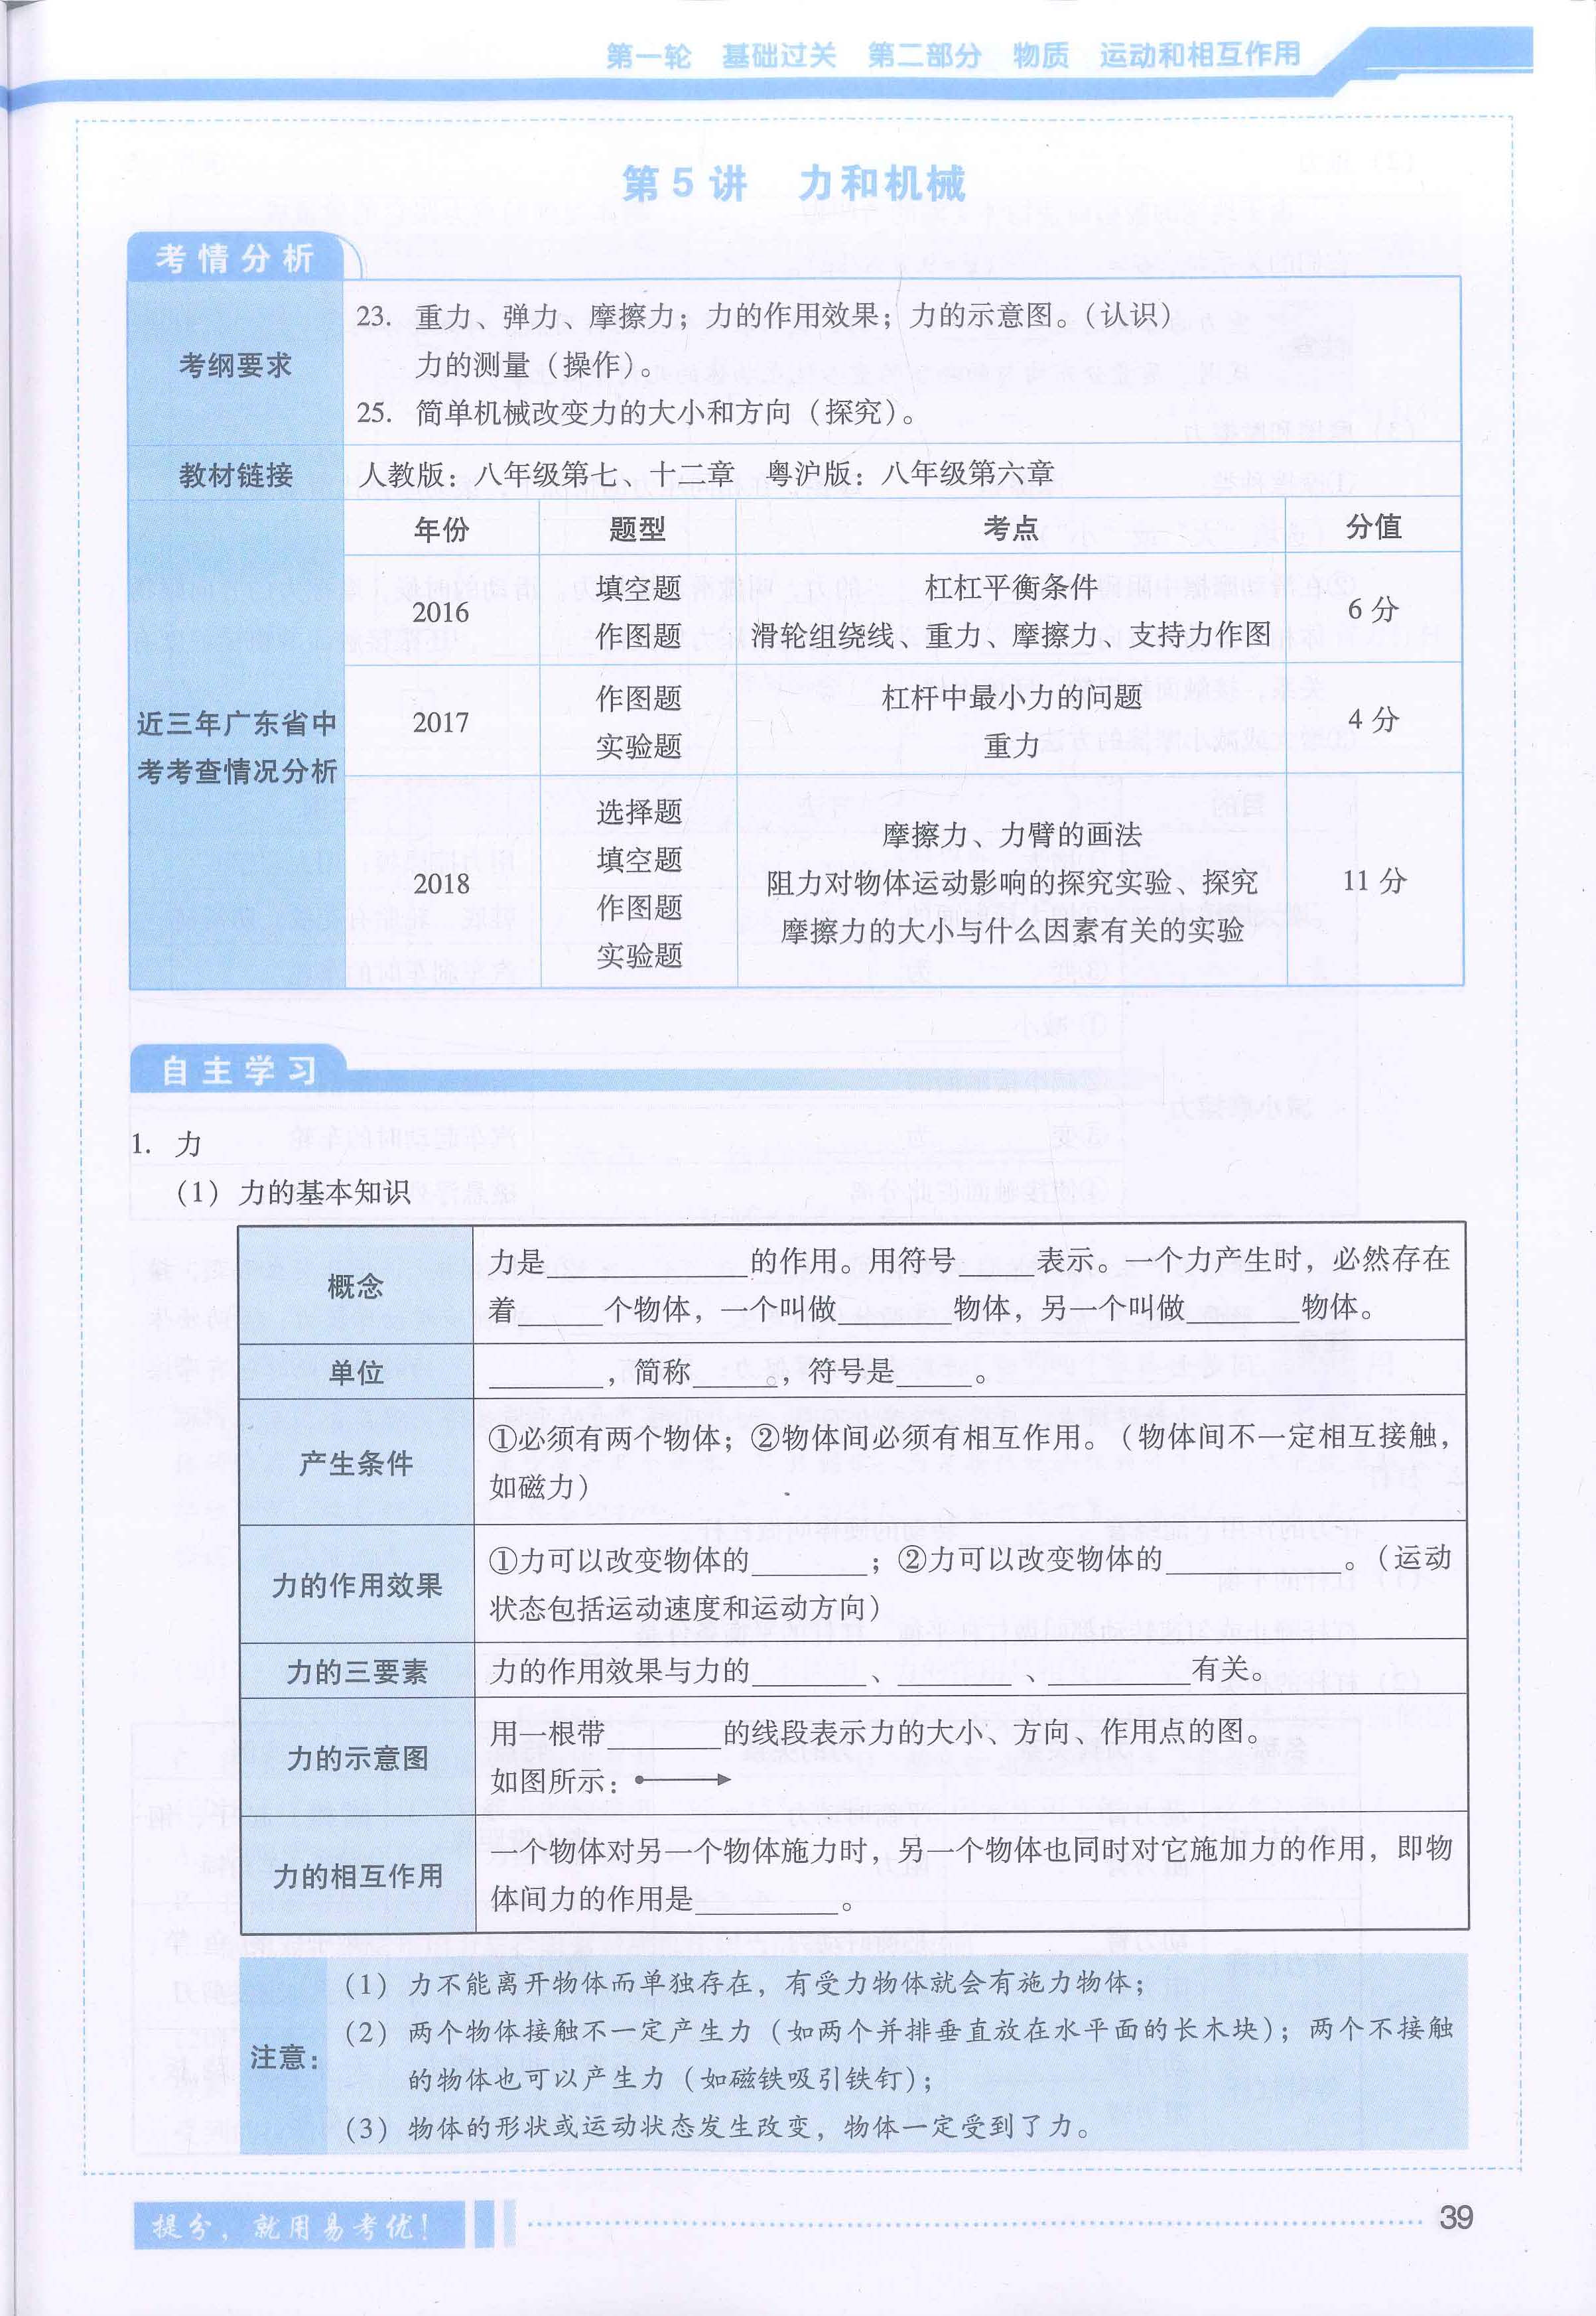 第一轮 基础过关 第二部分 物质 运动和相互作用
第 5 讲 力和机械
考情分析
考纲要求
23. 重力、弹力、摩擦力；力的作用效果；力的示意图。（认识）
力的测量（操作）。
25. 简单机械改变力的大小和方向（探究）。
教材链接
人教版：八年级第七、十二章 粤沪版：八年级第六章
近三年广东省中
考考查情况分析
年份 题型 考点 分值
2016
填空题
作图题
杠杠平衡条件
滑轮组绕线、重力、摩擦力、支持力作图
6 分
2017
作图题
实验题
杠杆中最小力的问题
重力
4 分
2018
选择题
填空题
作图题
实验题
摩擦力、力臂的画法
阻力对物体运动影响的探究实验、探究
摩擦力的大小与什么因素有关的实验
11 分
自主学习
1. 力
（1）力的基本知识
概念
力是______的作用。用符号______表示。一个力产生时，必然存在
着______个物体，一个叫做______物体，另一个叫做______物体。
单位
______，简称______。，符号是______。
产生条件
①必须有两个物体；②物体间必须有相互作用。（物体间不一定相互接触，
如磁力）
力的作用效果
①力可以改变物体的______；②力可以改变物体的______。（运动
状态包括运动速度和运动方向）
力的三要素
力的作用效果与力的______、______、______有关。
力的示意图
用一根带______的线段表示力的大小、方向、作用点的图。
如图所示：
力的相互作用
一个物体对另一个物体施力时，另一个物体也同时对它施加力的作用，即物
体间力的作用是______。
注意：
（1）力不能离开物体而单独存在，有受力物体就会有施力物体；
（2）两个物体接触不一定产生力（如两个并排垂直放在水平面的长木块）；两个不接触
的物体也可以产生力（如磁铁吸引铁钉）；
（3）物体的形状或运动状态发生改变，物体一定受到了力。
提分，就用易考优！
39